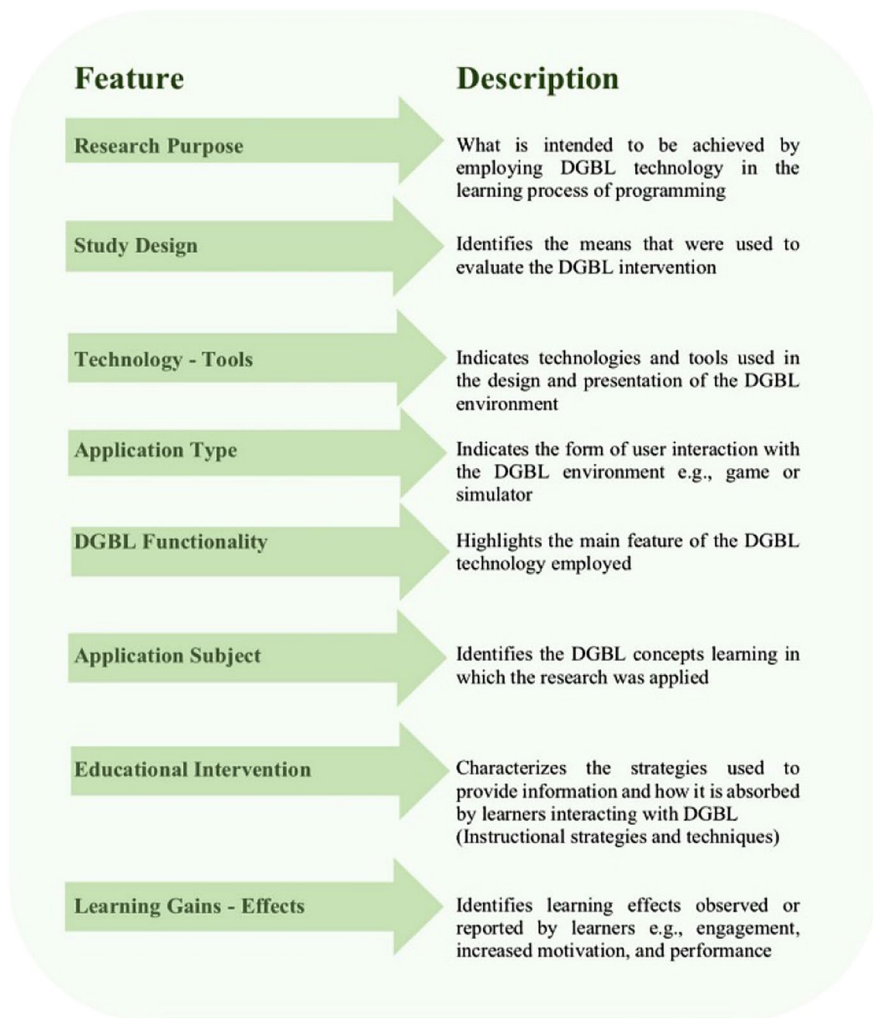 Feature Description
Research Purpose
What is intended to be achieved by
employing DGBL technology in the
learning process of programming
Study Design
Identifies the means that were used to
evaluate the DGBL intervention
Technology - Tools
Indicates technologies and tools used in
the design and presentation of the DGBL
environment
Application Type
Indicates the form of user interaction with
the DGBL environment e.g., game or
simulator
DGBL Functionality
Highlights the main feature of the DGBL
technology employed
Application Subject
Identifies the DGBL concepts learning in
which the research was applied
Educational Intervention
Characterizes the strategies used to
provide information and how it is absorbed
by learners interacting with DGBL
(Instructional strategies and techniques)
Learning Gains - Effects
Identifies learning effects observed or
reported by learners e.g., engagement,
increased motivation, and performance